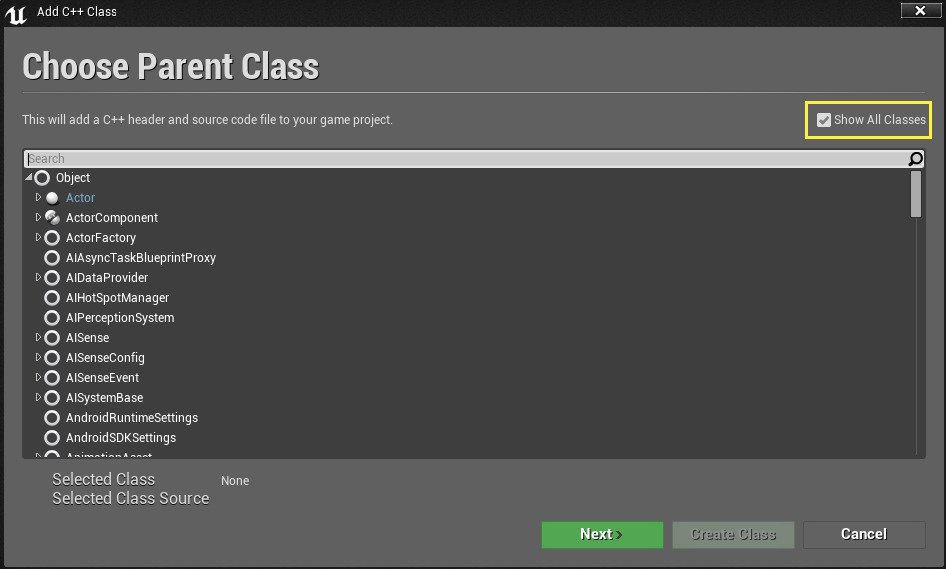 Add C++ Class
Choose Parent Class
This will add a C++ header and source code file to your game project.
Show All Classes
Search
Object
Actor
ActorComponent
ActorFactory
AIAsyncTaskBlueprintProxy
AIDataProvider
AIHotSpotManager
AIPerceptionSystem
AISense
AISenseConfig
AISenseEvent
AISystemBase
AndroidRuntimeSettings
AndroidSDKSettings
AnimationAsset
Selected Class None
Selected Class Source
Next >
Create Class
Cancel